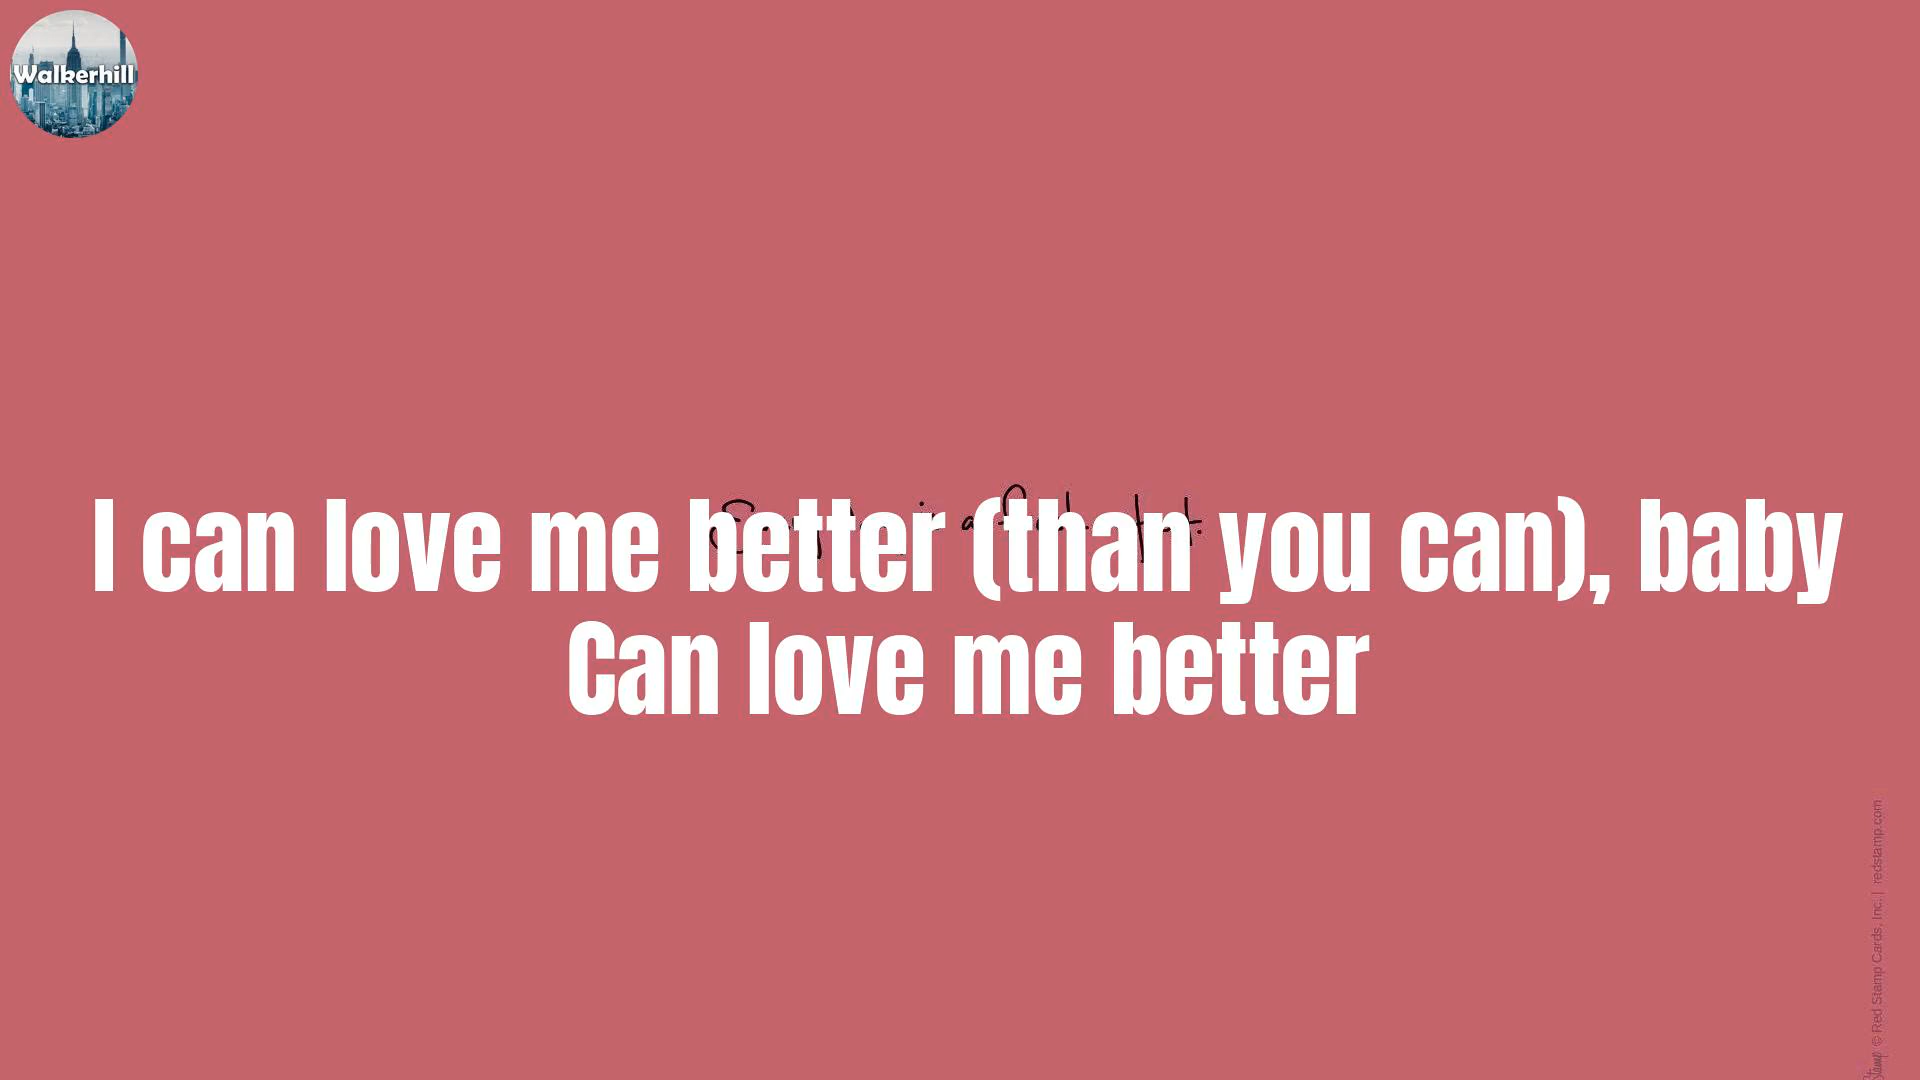 Walkerhill
I can love me better (than you can), baby
Can love me better
© Red Stamp Cards, Inc. | redstamp.com